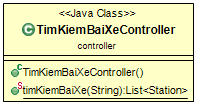 <<Java Class>>
TimKiemBaiXeController
controller
TimKiemBaiXeController()
timKiemBaiXe(String):List<Station>